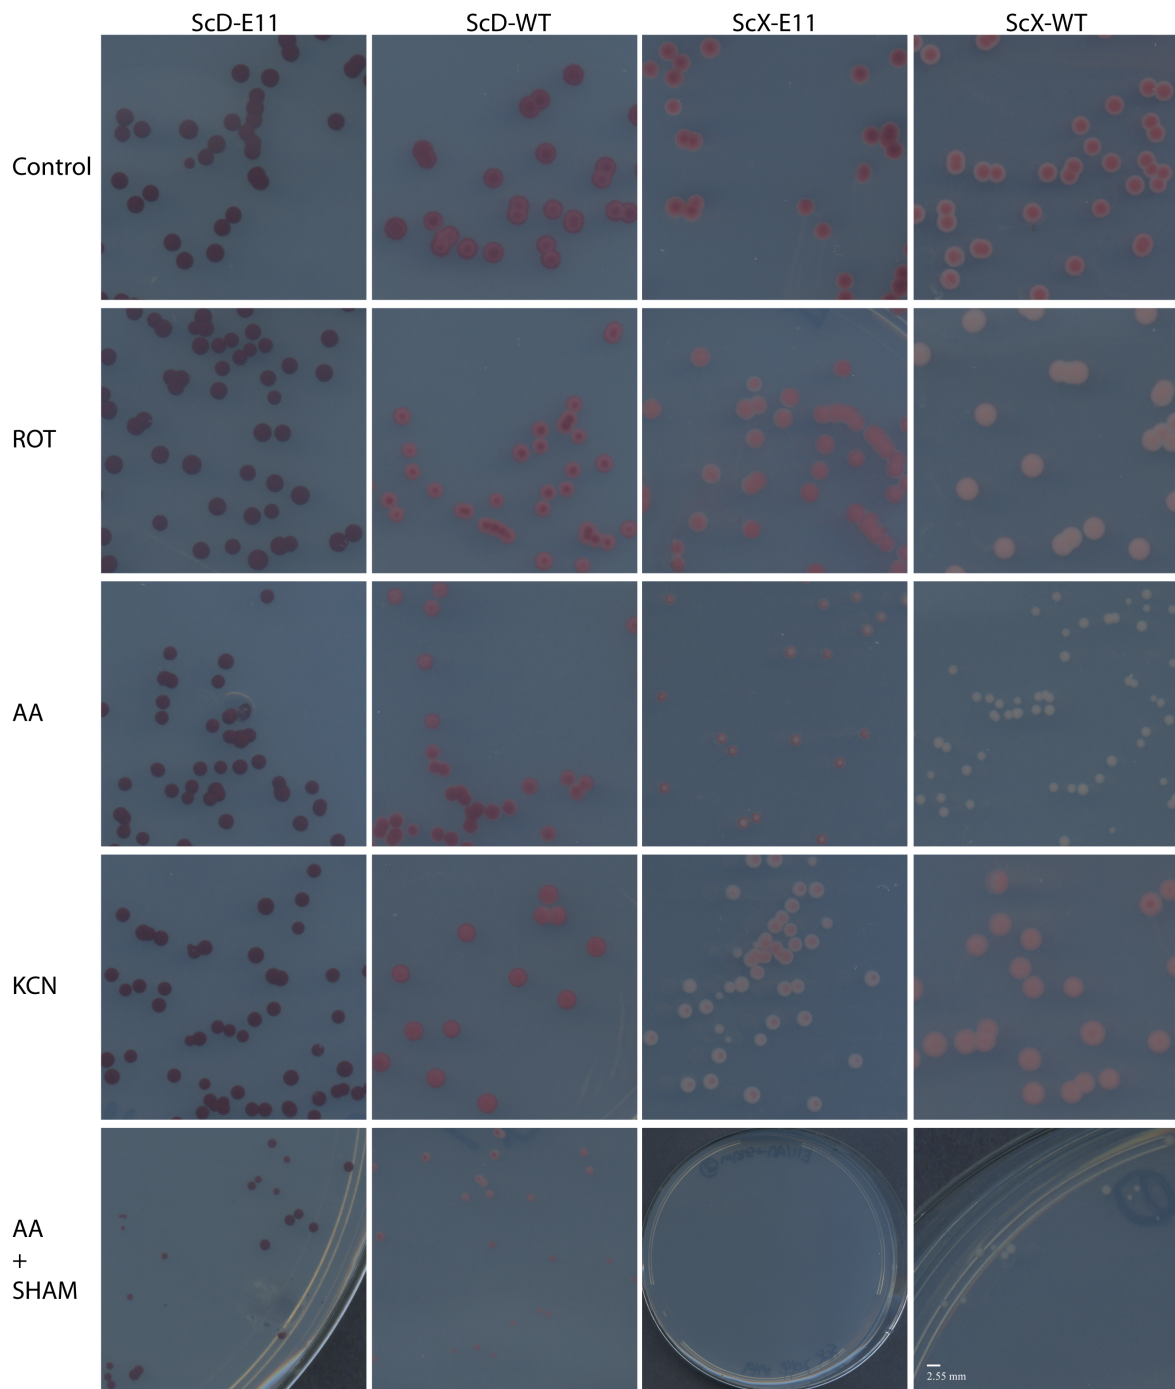 ScD-E11 ScD-WT ScX-E11 ScX-WT
Control
ROT
AA
KCN
AA
+
SHAM
2.55 mm